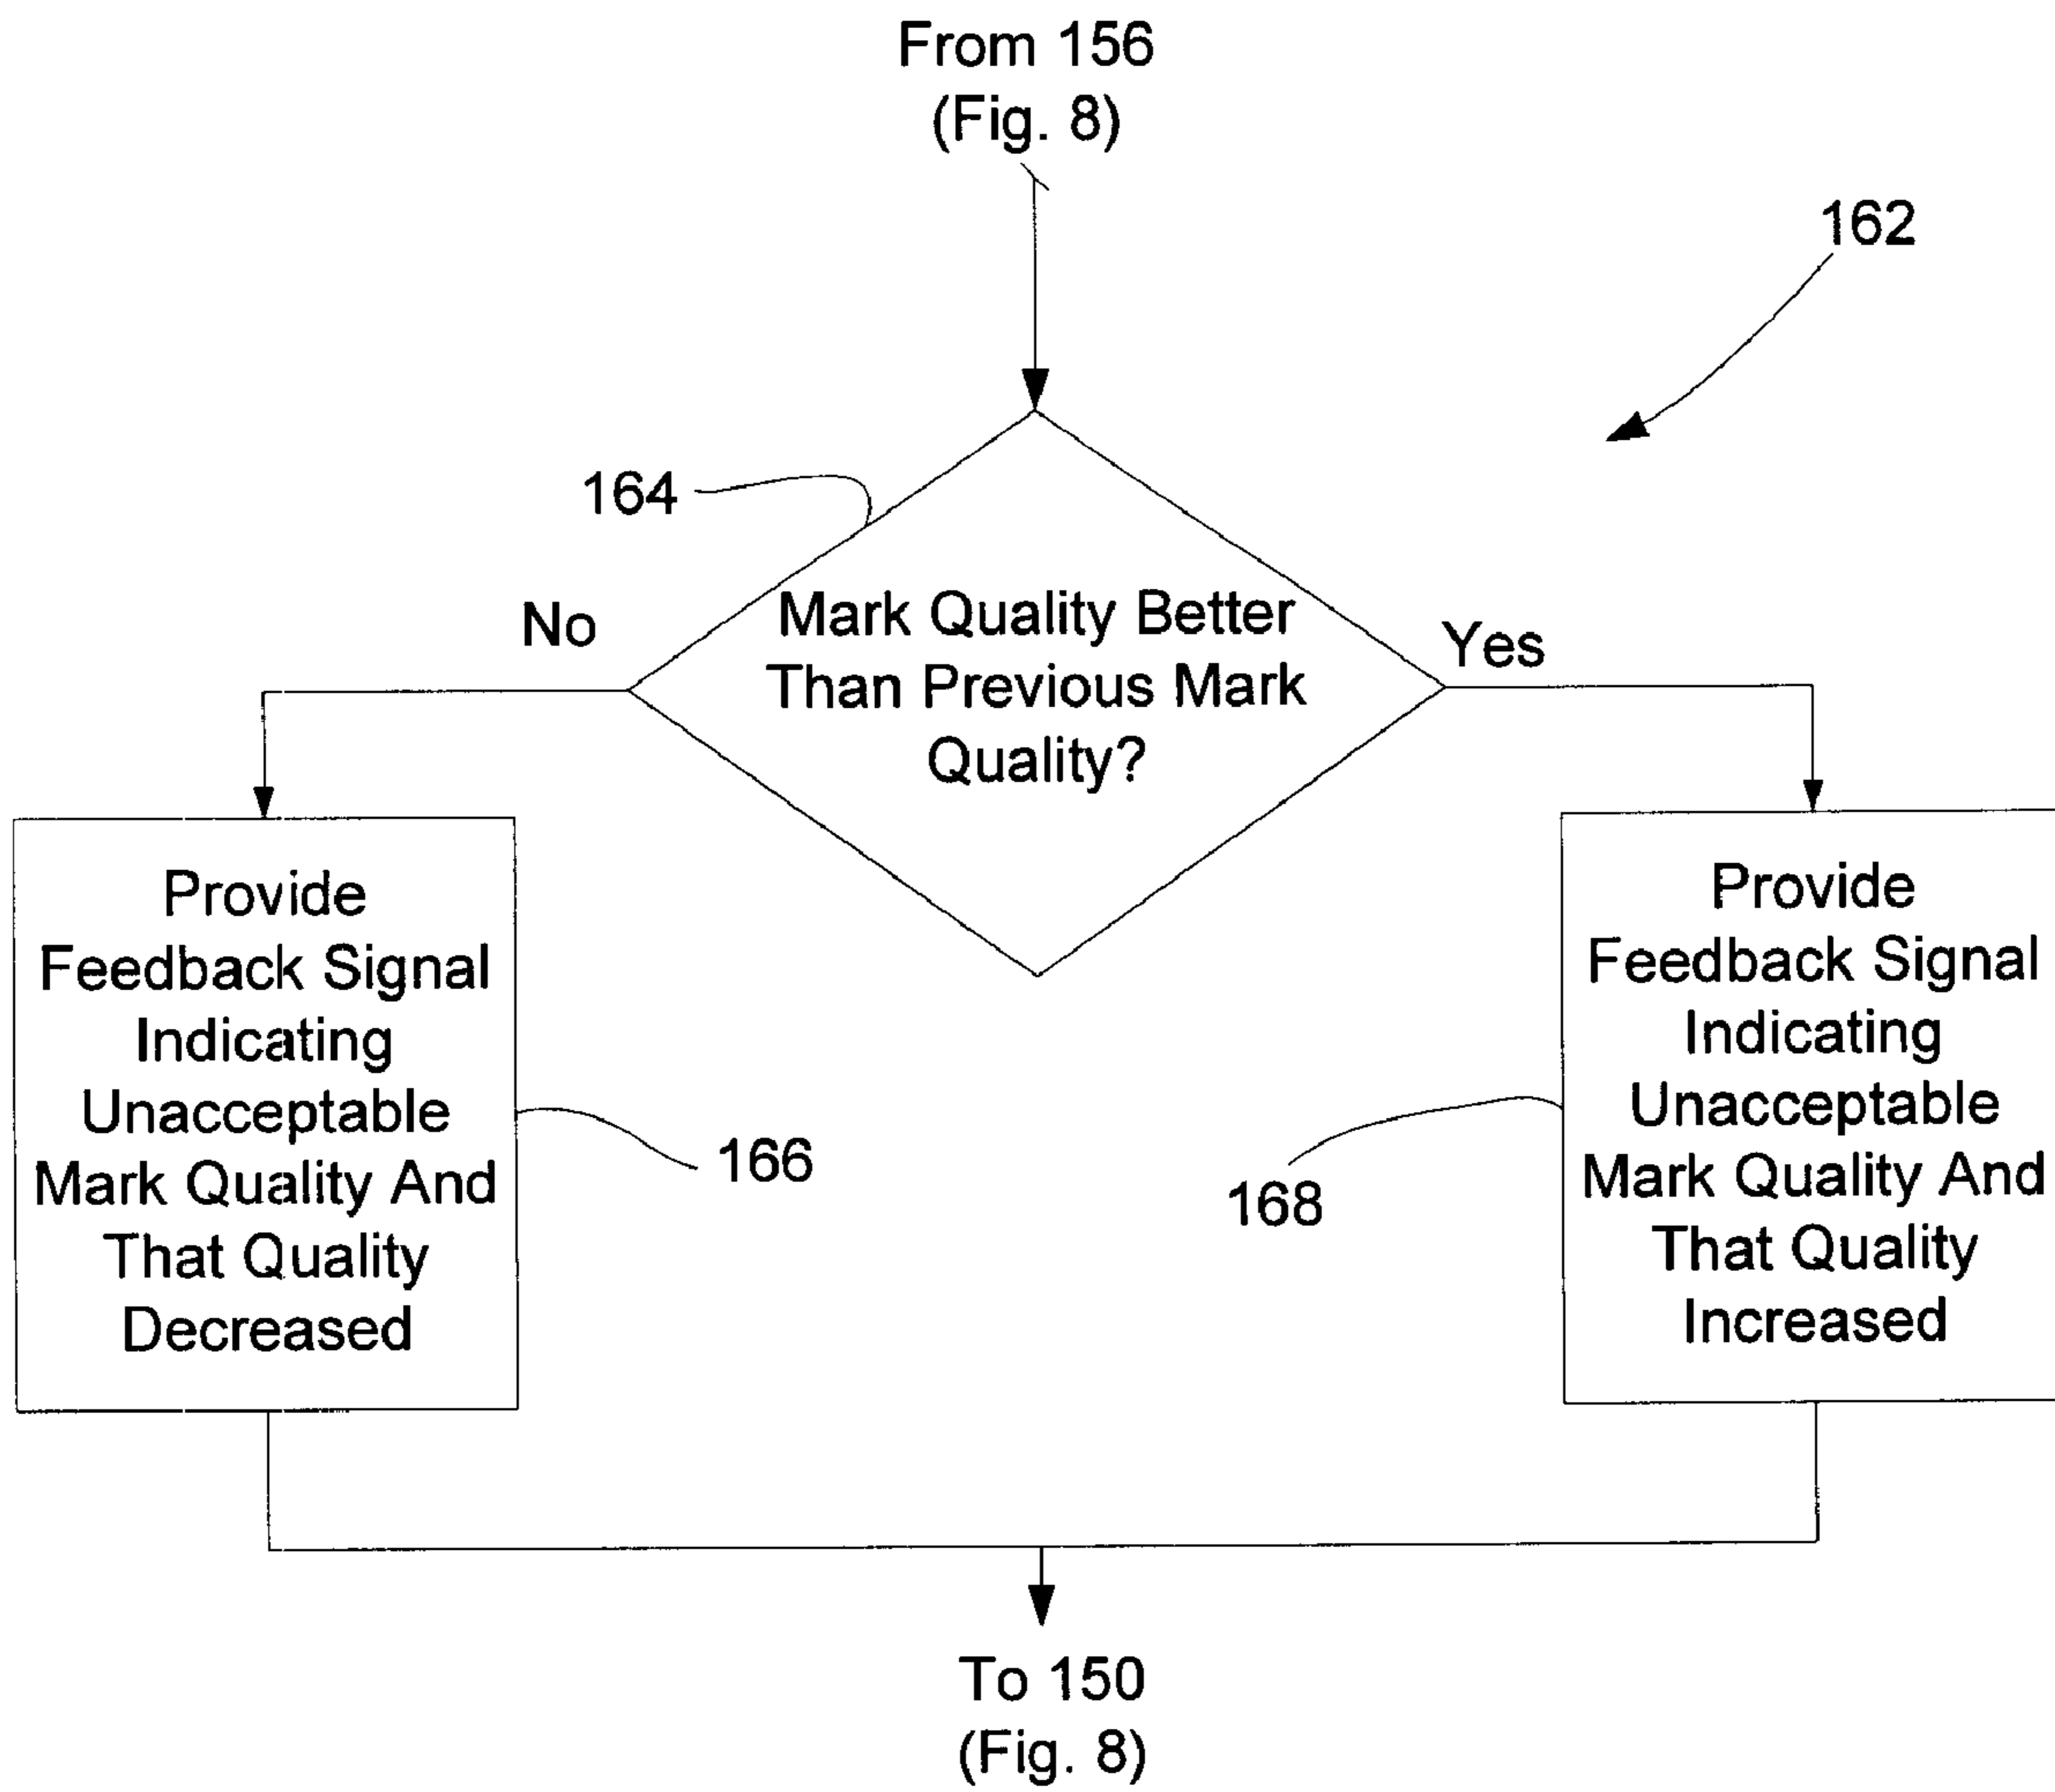 From 156
(Fig. 8)
162
164
Mark Quality Better
Than Previous Mark
Quality?
No
Yes
Provide
Feedback Signal
Indicating
Unacceptable
Mark Quality And
That Quality
Decreased
166
Provide
Feedback Signal
Indicating
Unacceptable
Mark Quality And
That Quality
Increased
168
To 150
(Fig. 8)